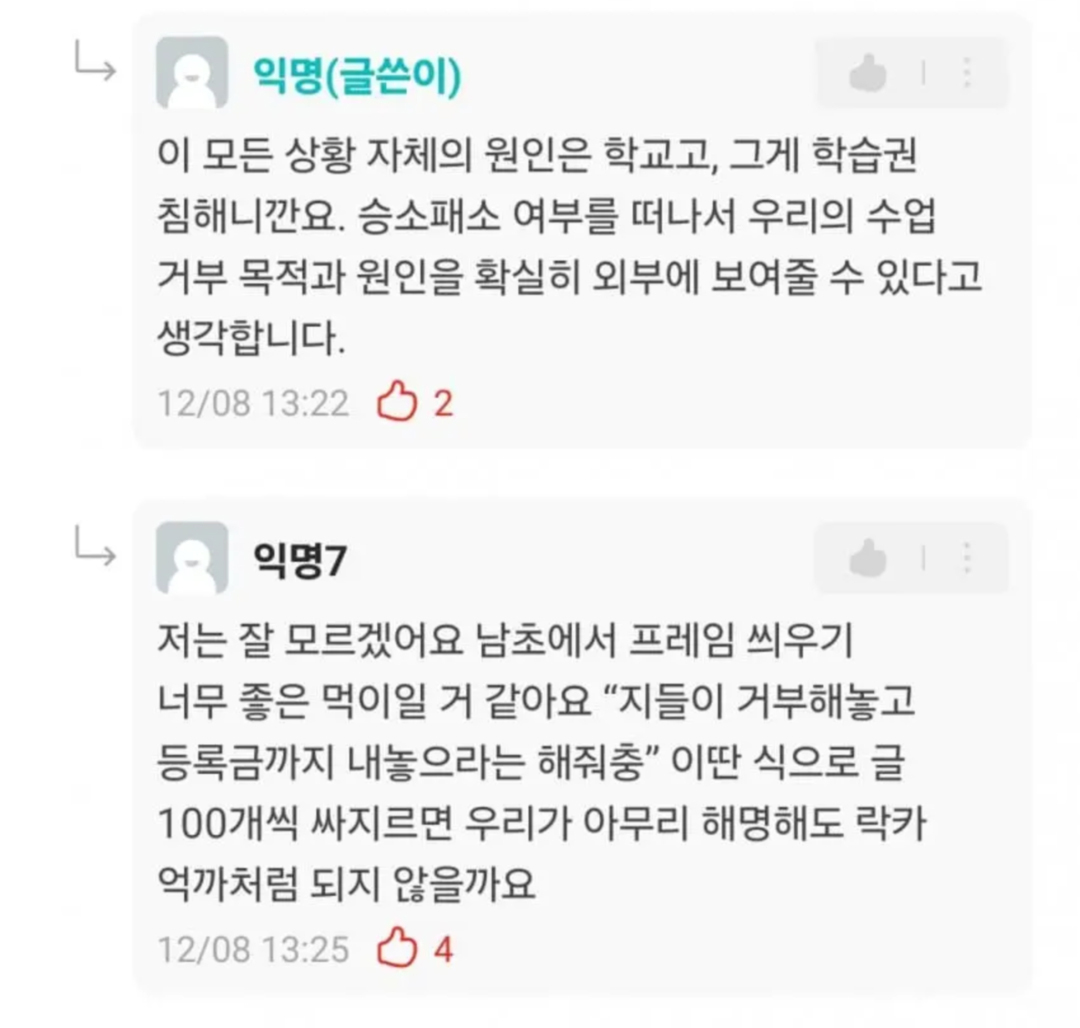 익명(글쓴이)
이 모든 상황 자체의 원인은 학교고, 그게 학습권
침해니깐요. 승소패소 여부를 떠나서 우리의 수업
거부 목적과 원인을 확실히 외부에 보여줄 수 있다고
생각합니다.
12/08 13:22 2
익명7
저는 잘 모르겠어요 남초에서 프레임 씌우기
너무 좋은 먹이일 거 같아요 “지들이 거부해놓고
등록금까지 내놓으라는 해줘충” 이딴 식으로 글
100개씩 싸지르면 우리가 아무리 해명해도 락카
억까처럼 되지 않을까요
12/08 13:25 4